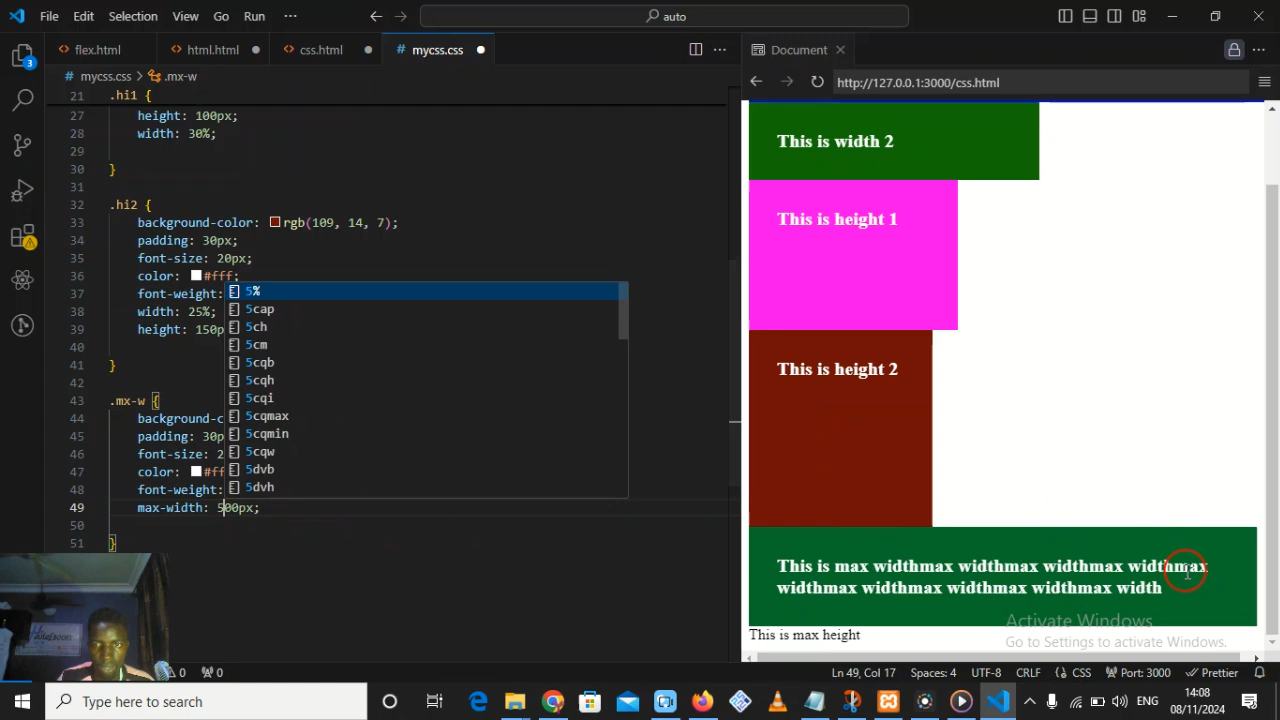 File Edit Selection View Go Run ··· auto
flex.html html.html css.html # mycss.css Document
# mycss.css > .mx-w
http://127.0.0.1:3000/css.html
21 .hi1 {
27 height: 100px;
28 width: 30%;
29
30 }
31
32 .hi2 {
33 background-color: rgb(109, 14, 7);
34 padding: 30px;
35 font-size: 20px;
36 color: #fff;
37 font-weight:
38 width: 25%;
39 height: 150p
40
41 }
42
43 .mx-w {
44 background-c
45 padding: 30p
46 font-size: 2
47 color: #ff
48 font-weight:
49 max-width: 500px;
50
51 }
5%
5cap
5ch
5cm
5cqb
5cqh
5cqi
5cqmax
5cqmin
5cqw
5dvb
5dvh
This is width 2
This is height 1
This is height 2
This is max widthmax widthmax widthmax widthmax
widthmax widthmax widthmax widthmax width
This is max height
Activate Windows
Go to Settings to activate Windows.
0 0 Ln 49, Col 17 Spaces: 4 UTF-8 CRLF {} CSS Port: 3000 Prettier
Type here to search
ENG
14:08
08/11/2024
3